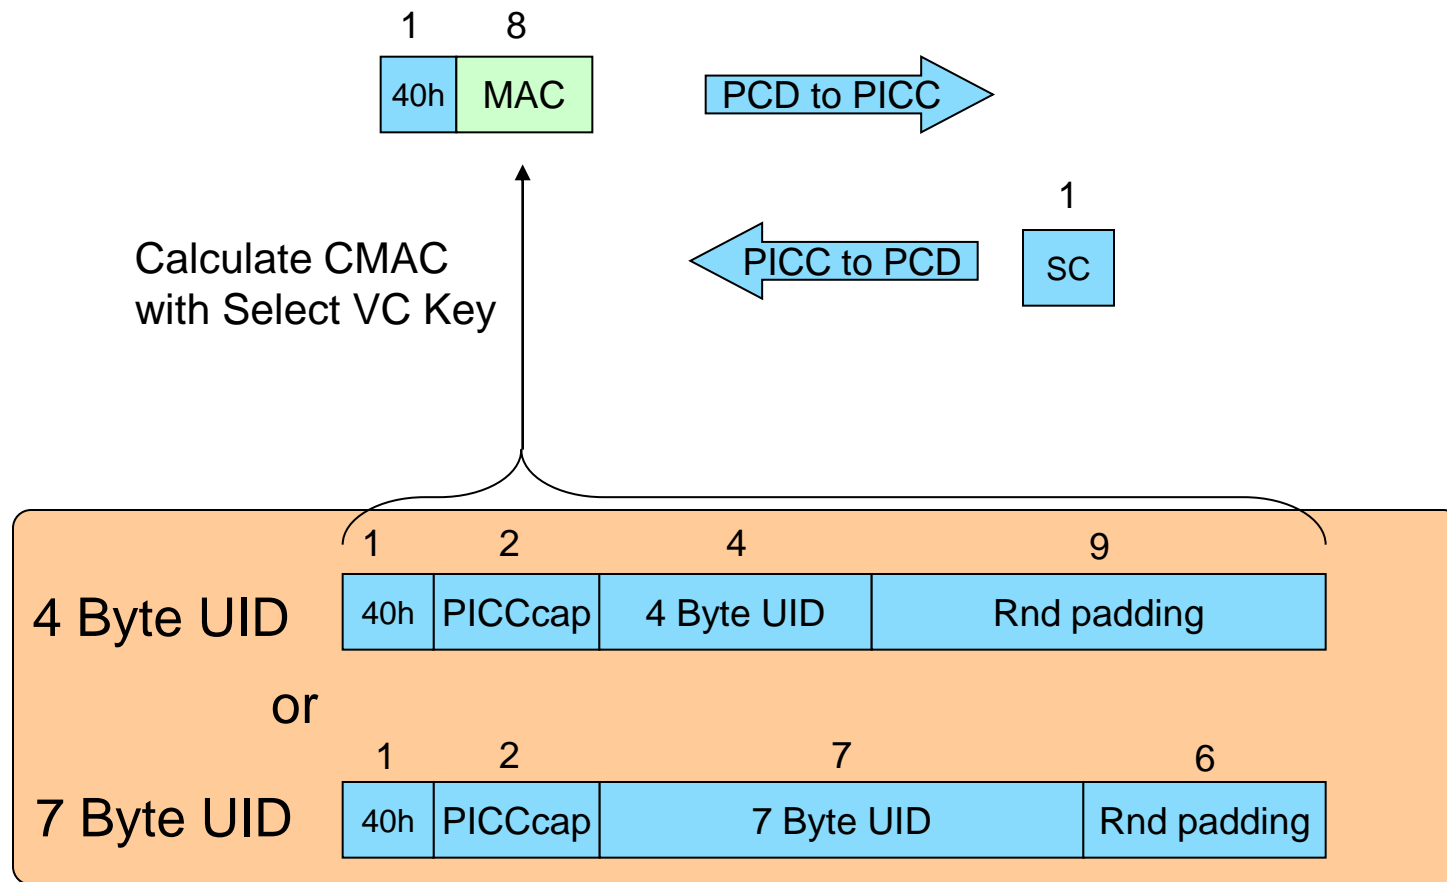 1 8
40h MAC PCD to PICC
1
Calculate CMAC
with Select VC Key
PICC to PCD SC
1 2 4 9
4 Byte UID 40h PICCcap 4 Byte UID Rnd padding
or
1 2 7 6
7 Byte UID 40h PICCcap 7 Byte UID Rnd padding